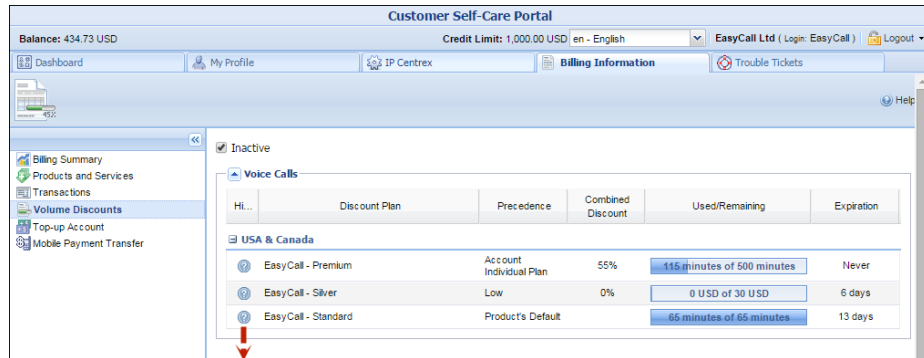 Customer Self-Care Portal
Balance: 434.73 USD Credit Limit: 1,000.00 USD en - English EasyCall Ltd ( Login: EasyCall ) Logout
Dashboard My Profile IP Centrex Billing Information Trouble Tickets
45%
Help
Inactive
Billing Summary
Products and Services
Transactions
Volume Discounts
Top-up Account
Mobile Payment Transfer
Voice Calls
Hi... Discount Plan Precedence Combined Discount Used/Remaining Expiration
USA & Canada
EasyCall - Premium Account Individual Plan 55% 115 minutes of 500 minutes Never
EasyCall - Silver Low 0% 0 USD of 30 USD 6 days
EasyCall - Standard Product's Default 65 minutes of 65 minutes 13 days